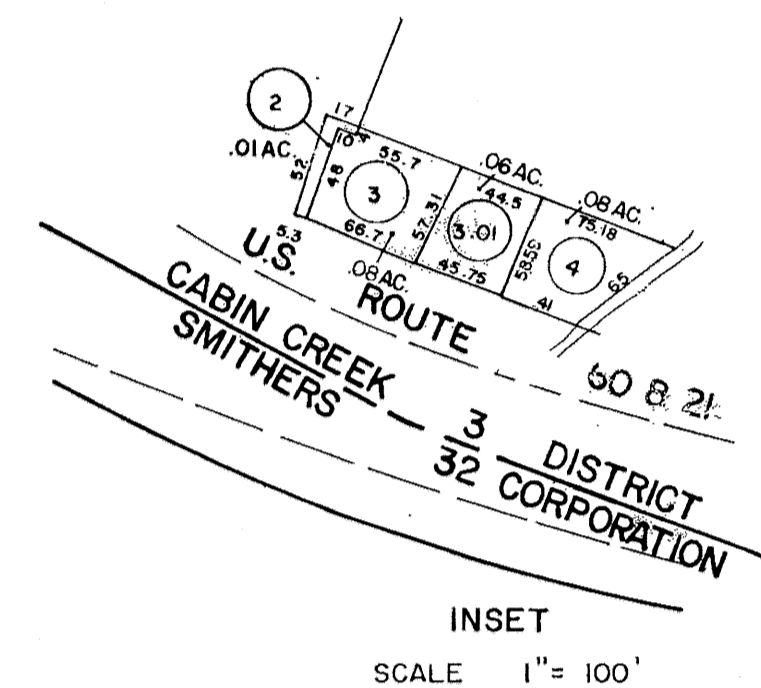 17
2
10
.01 AC.
52
48
55.7
.06 AC.
44.5
.08 AC.
75.18
3
3.01
4
57.31
58.50
65
66.7
5.3
.08 AC.
45.75
41
U.S. ROUTE 60 & 21
CABIN CREEK 3 DISTRICT
SMITHERS 32 CORPORATION
INSET
SCALE 1"= 100'